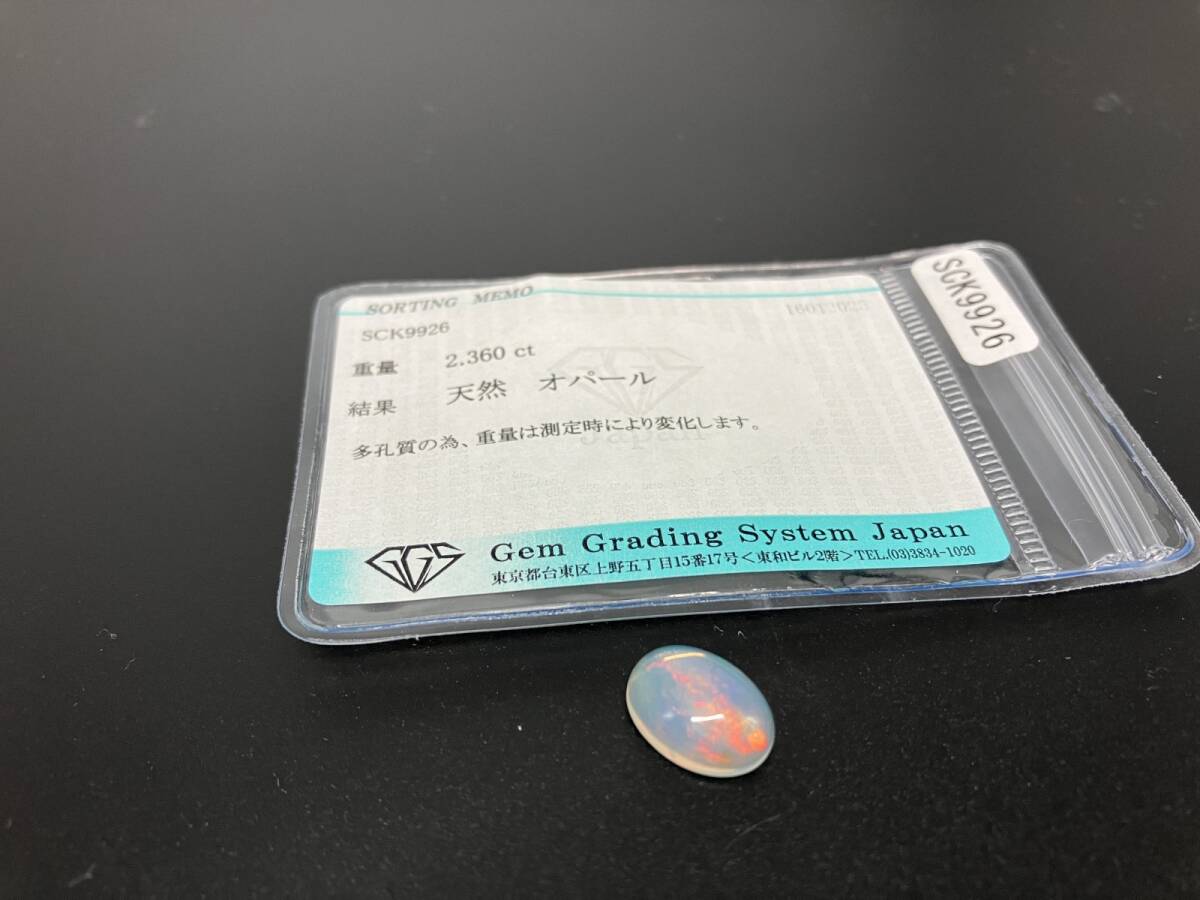 SORTING MEMO
SCK9926
重量 2.360 ct
結果 天然 オパール
多孔質の為、重量は測定時により変化します。
Japan
GGS
Gem Grading System Japan
東京都台東区上野五丁目15番17号<東和ビル2階>TEL.(03)3834-1020
SCK9926